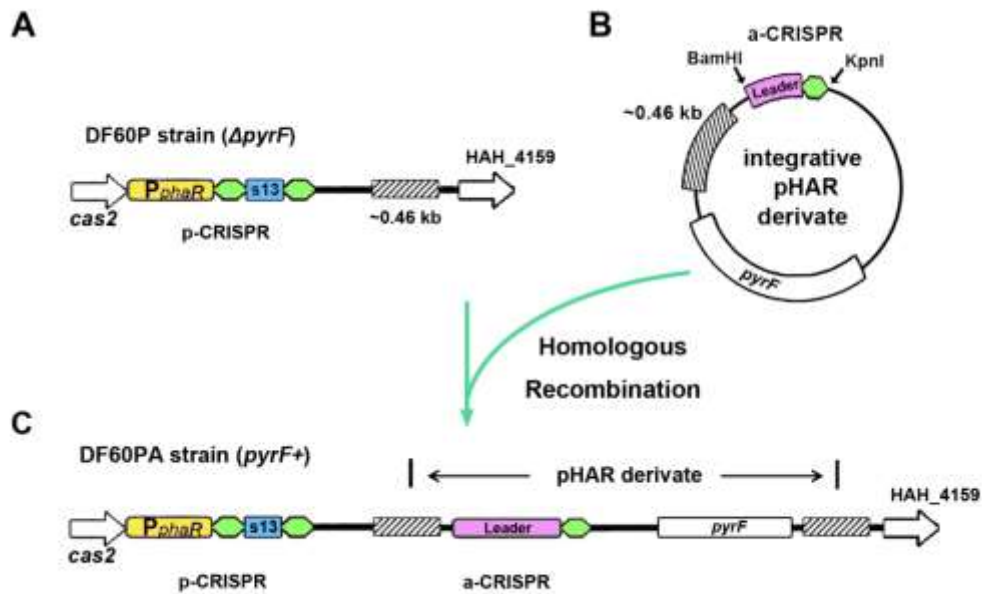 A
DF60P strain (ΔpyrF)
HAH_4159
PphaR
s13
cas2
~0.46 kb
p-CRISPR
B
a-CRISPR
BamHI
KpnI
Leader
~0.46 kb
integrative
pHAR
derivate
pyrF
Homologous
Recombination
C
DF60PA strain (pyrF+)
pHAR derivate
HAH_4159
PphaR
s13
Leader
pyrF
cas2
p-CRISPR
a-CRISPR